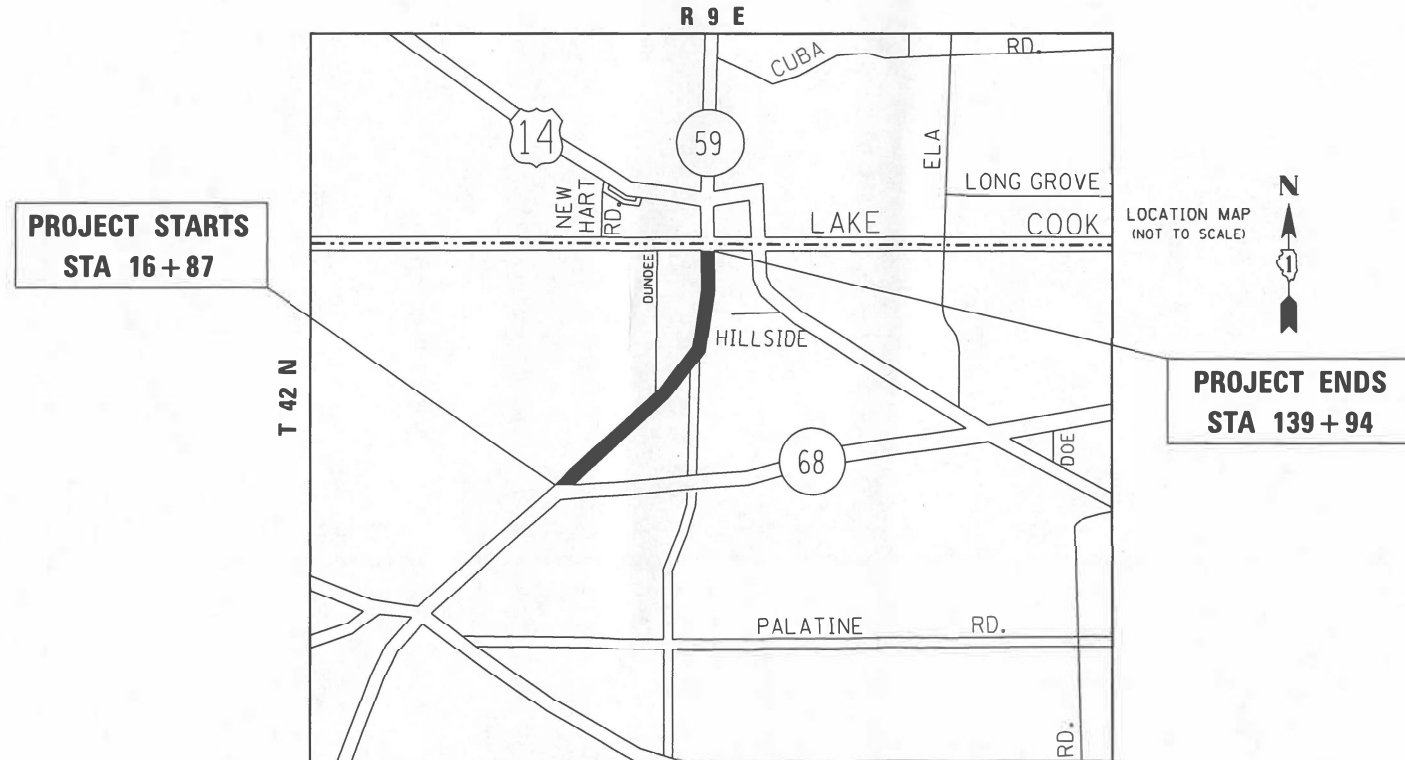 R 9 E
CUBA
RD.
14
59
ELA
NEW
HART
RD.
LONG GROVE
N
PROJECT STARTS
STA 16+87
LAKE
COOK
LOCATION MAP
(NOT TO SCALE)
1
DUNDEE
HILLSIDE
T 42 N
PROJECT ENDS
STA 139+94
68
DOE
PALATINE
RD.
RD.